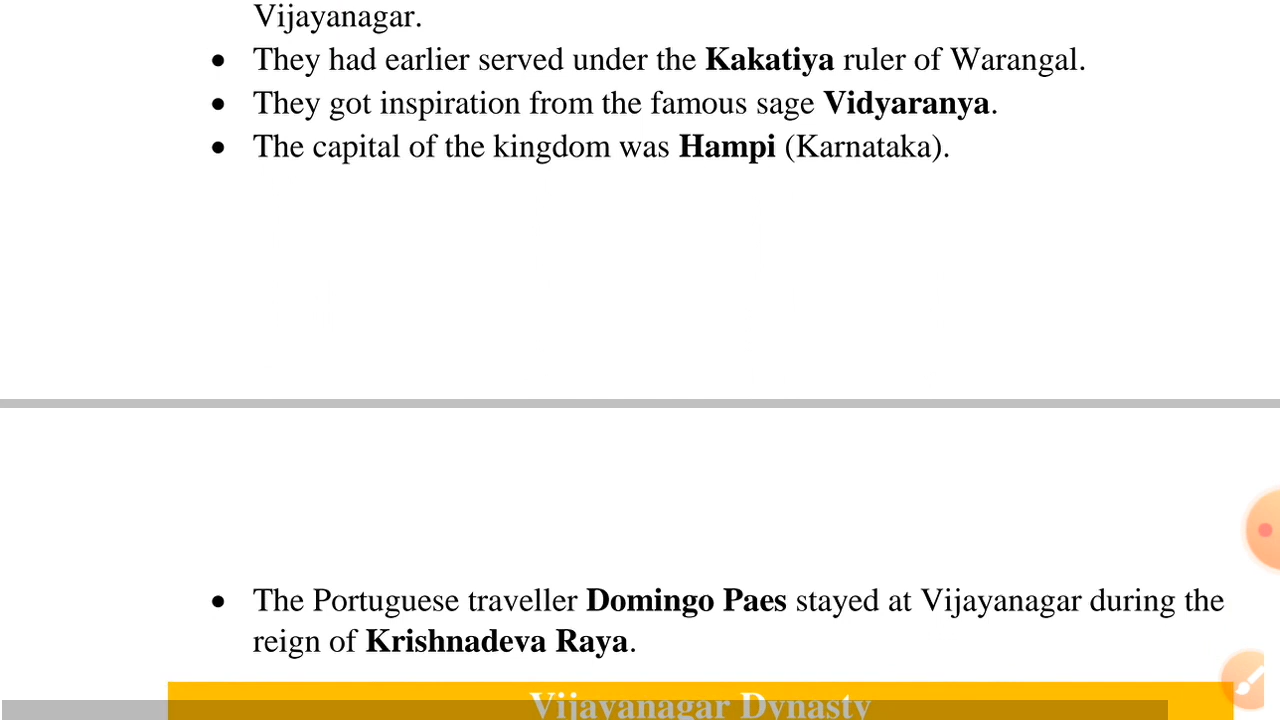 Vijayanagar.
• They had earlier served under the Kakatiya ruler of Warangal.
• They got inspiration from the famous sage Vidyaranya.
• The capital of the kingdom was Hampi (Karnataka).
• The Portuguese traveller Domingo Paes stayed at Vijayanagar during the
reign of Krishnadeva Raya.
Vijayanagar Dynasty